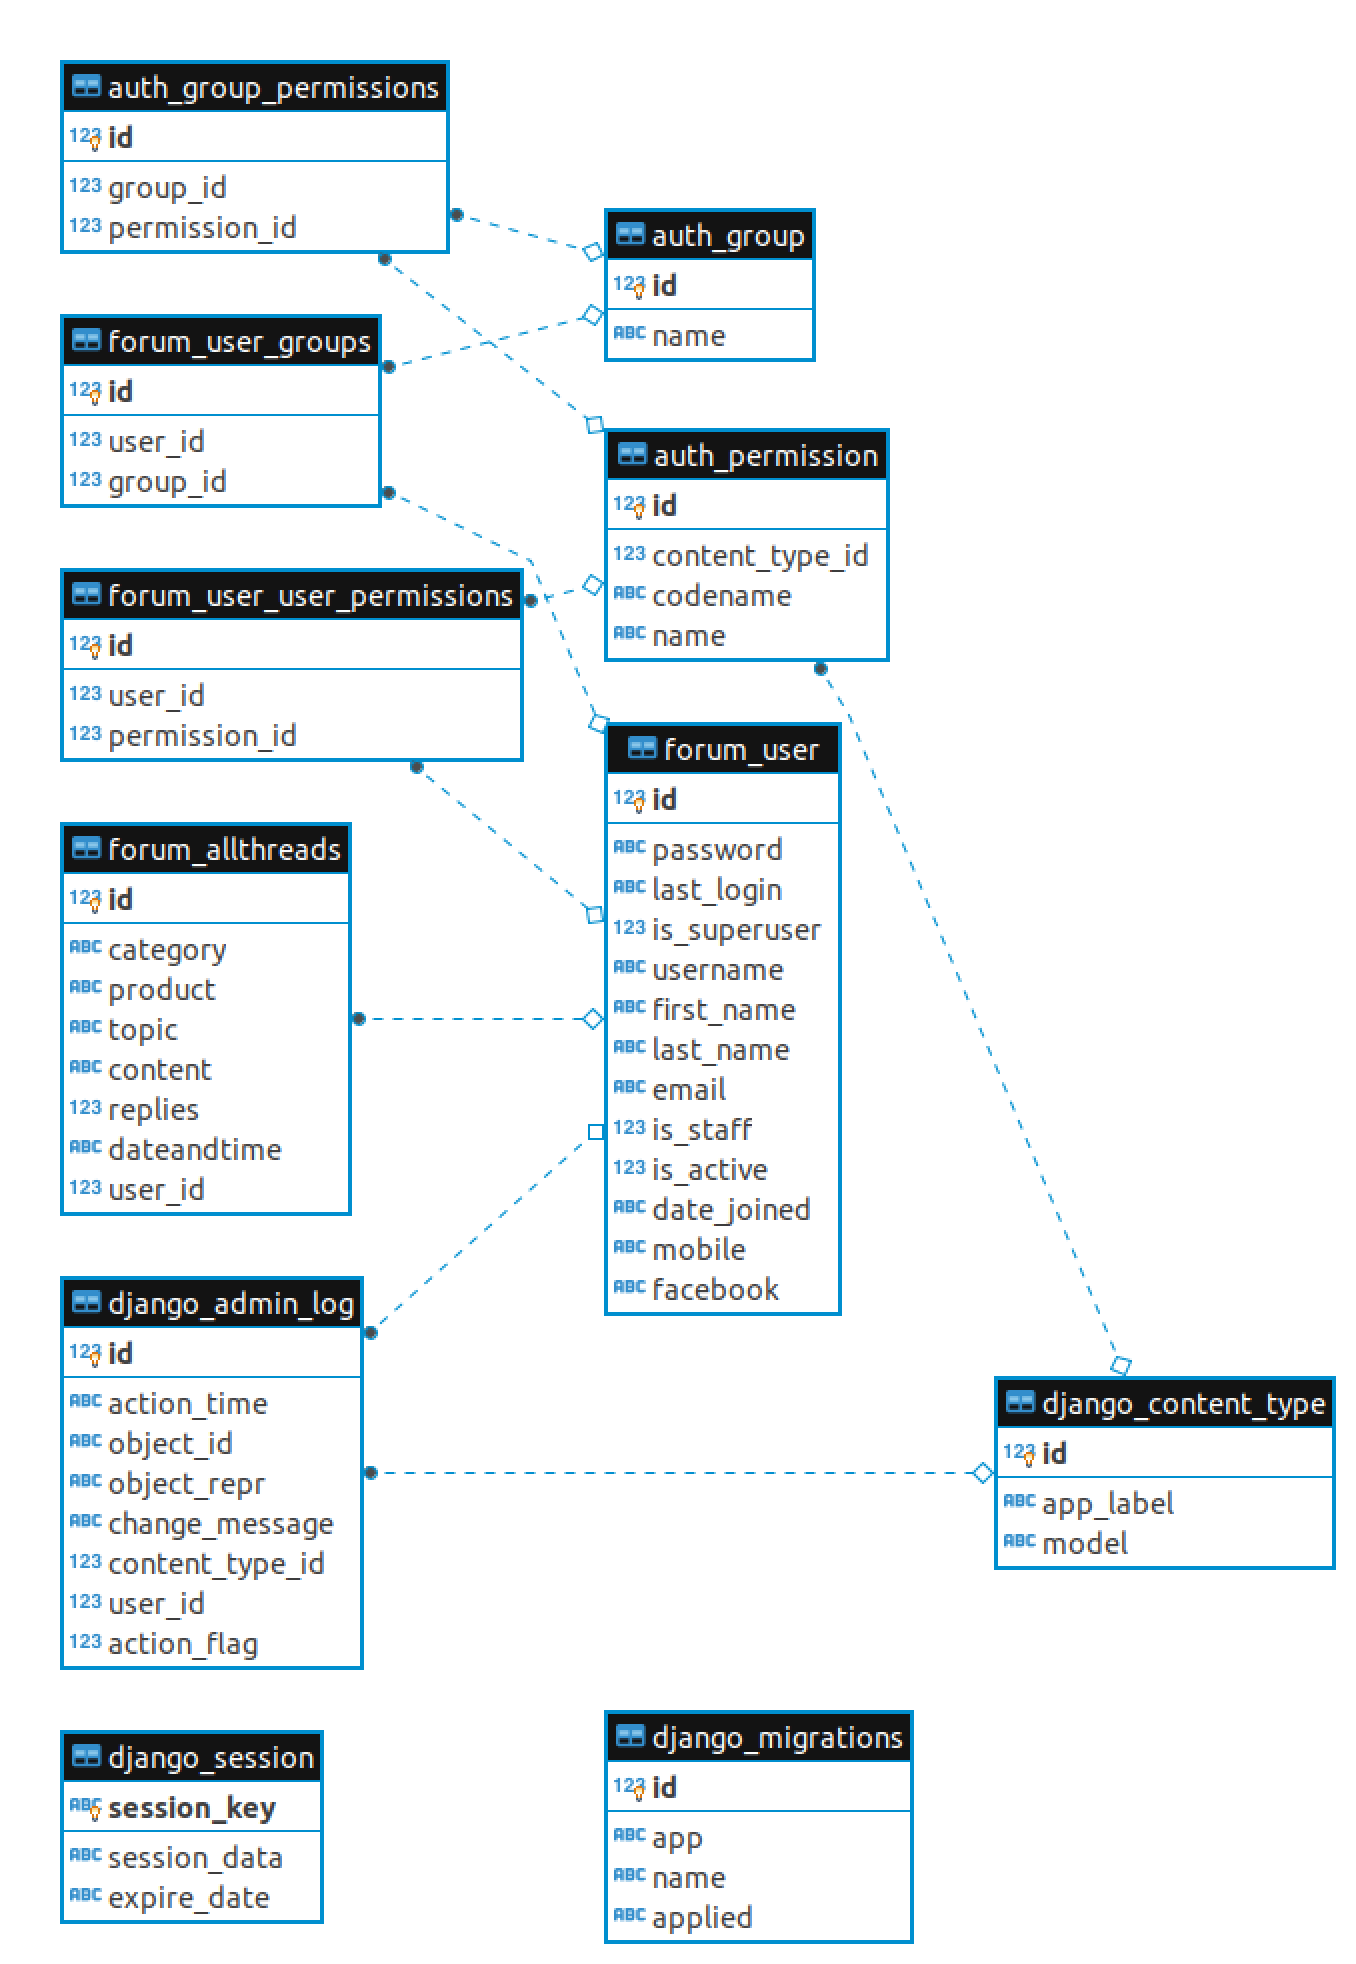 auth_group_permissions
123 id
123 group_id
123 permission_id
auth_group
123 id
ABC name
forum_user_groups
123 id
123 user_id
123 group_id
auth_permission
123 id
123 content_type_id
ABC codename
ABC name
forum_user_user_permissions
123 id
123 user_id
123 permission_id
forum_user
123 id
ABC password
ABC last_login
123 is_superuser
ABC username
ABC first_name
ABC last_name
ABC email
123 is_staff
123 is_active
ABC date_joined
ABC mobile
ABC facebook
forum_allthreads
123 id
ABC category
ABC product
ABC topic
ABC content
123 replies
ABC dateandtime
123 user_id
django_admin_log
123 id
ABC action_time
ABC object_id
ABC object_repr
ABC change_message
123 content_type_id
123 user_id
123 action_flag
django_content_type
123 id
ABC app_label
ABC model
django_session
ABC session_key
ABC session_data
ABC expire_date
django_migrations
123 id
ABC app
ABC name
ABC applied